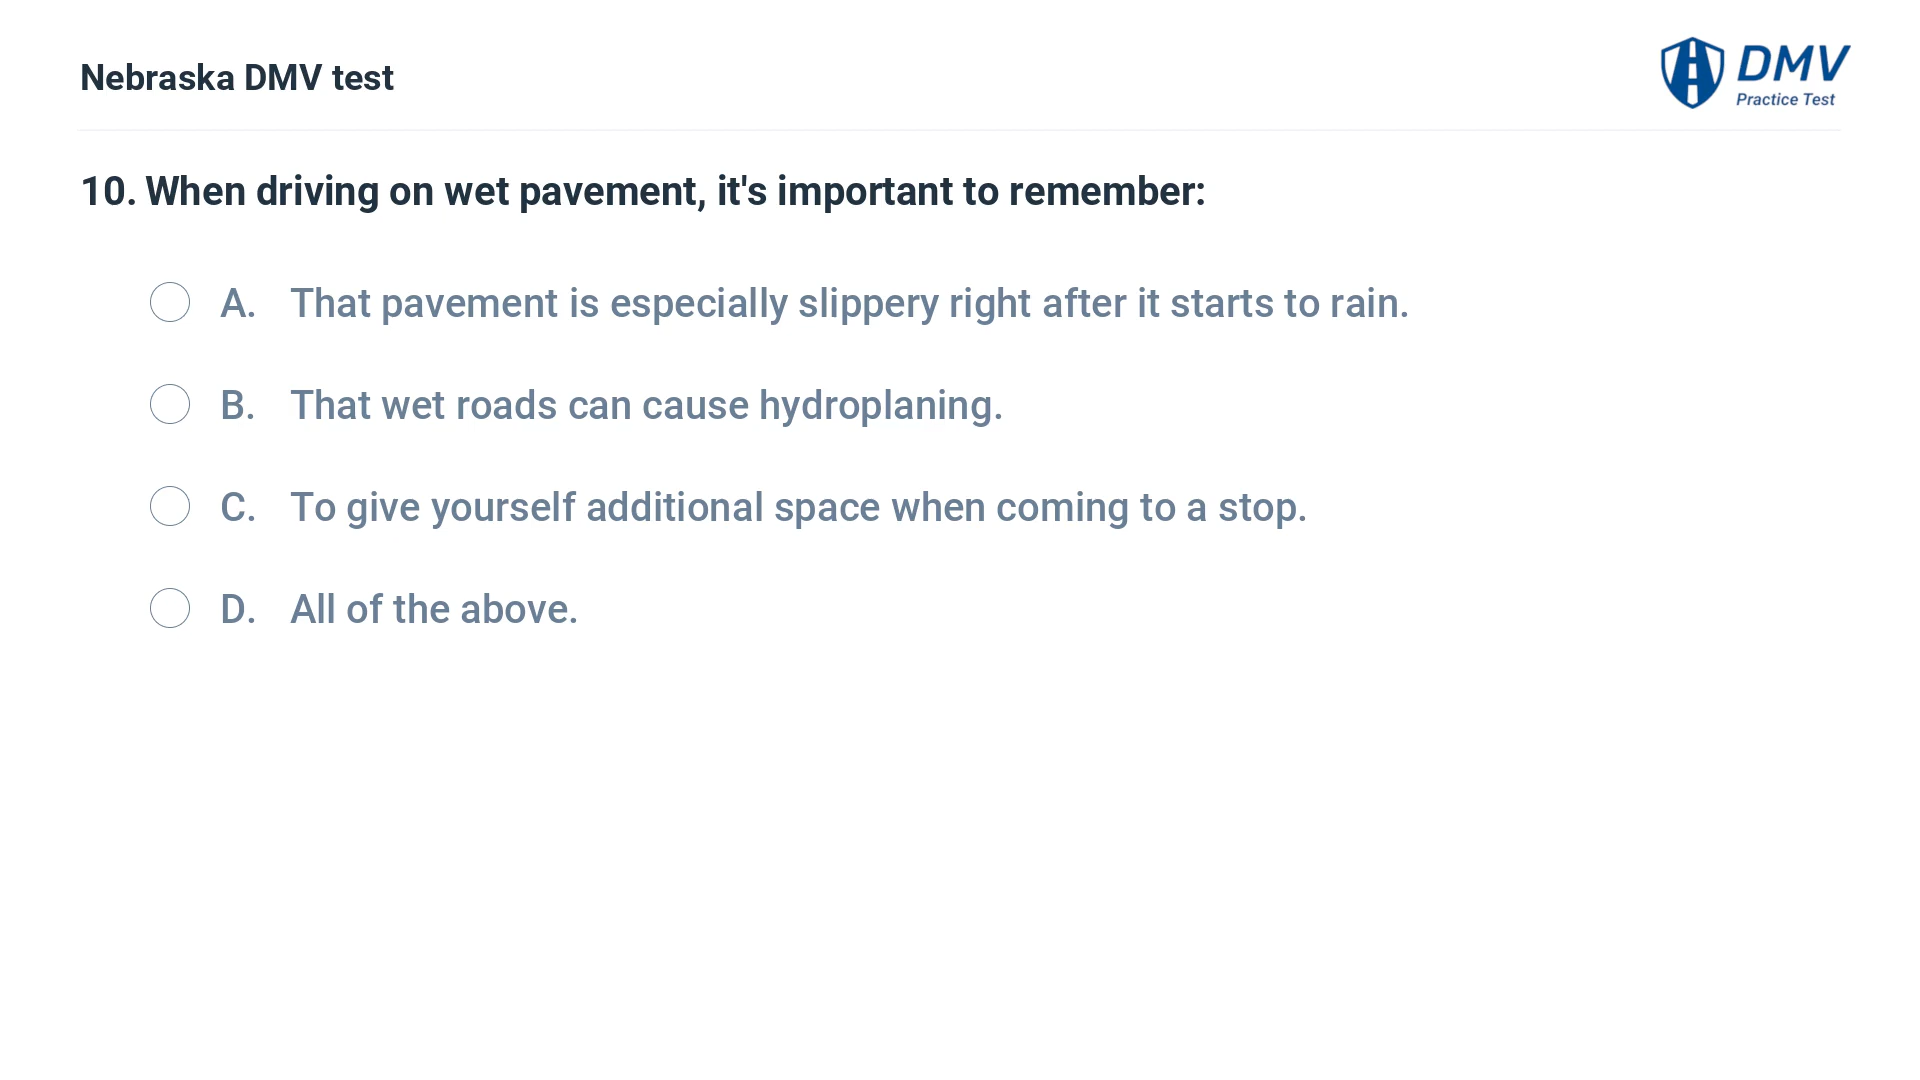 Nebraska DMV test
DMV
Practice Test
10. When driving on wet pavement, it's important to remember:
A. That pavement is especially slippery right after it starts to rain.
B. That wet roads can cause hydroplaning.
C. To give yourself additional space when coming to a stop.
D. All of the above.